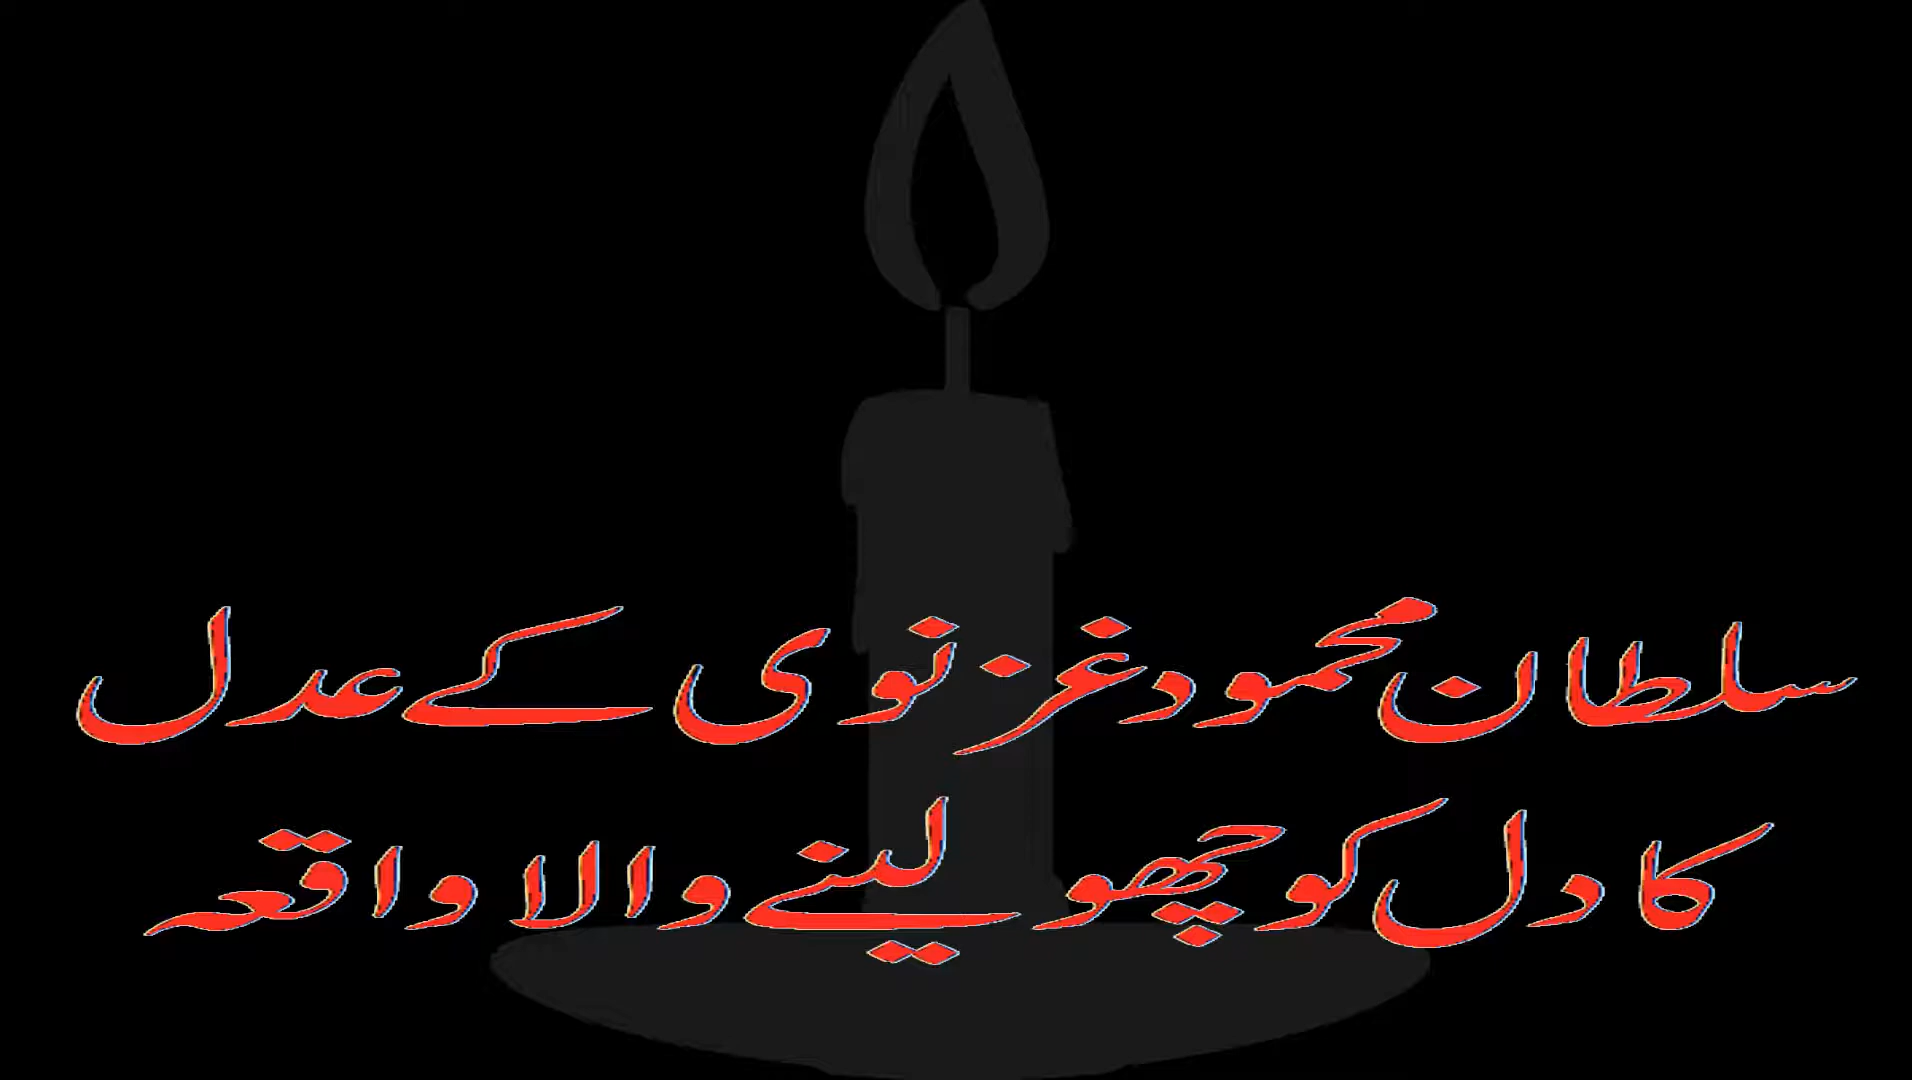 سلطان محمود غزنوی کے عدل
کا دل کو چھو لینے والا واقعہ